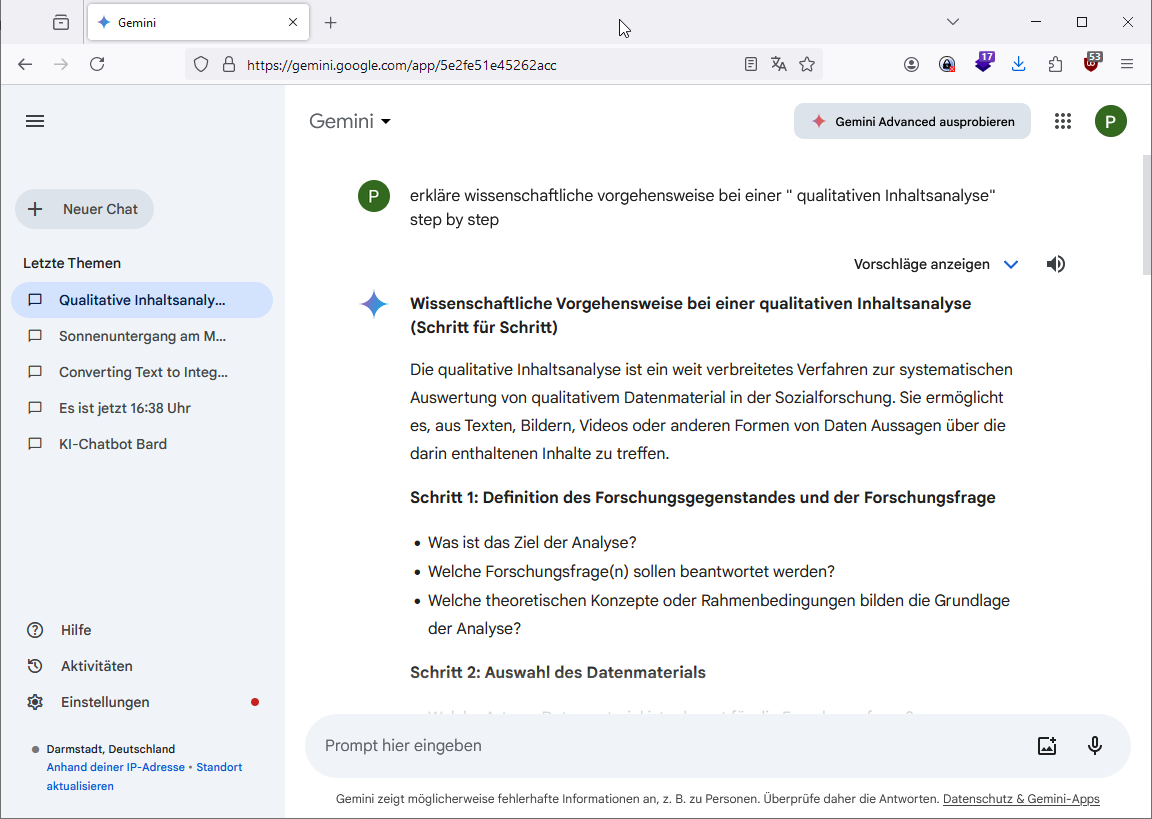 Gemini
https://gemini.google.com/app/5e2fe51e45262acc
17
53
Gemini
Gemini Advanced ausprobieren
P
Neuer Chat
Letzte Themen
Qualitative Inhaltsanaly...
Sonnenuntergang am M...
Converting Text to Integ...
Es ist jetzt 16:38 Uhr
KI-Chatbot Bard
Hilfe
Aktivitäten
Einstellungen
Darmstadt, Deutschland
Anhand deiner IP-Adresse • Standort
aktualisieren
P
erkläre wissenschaftliche vorgehensweise bei einer " qualitativen Inhaltsanalyse"
step by step
Vorschläge anzeigen
Wissenschaftliche Vorgehensweise bei einer qualitativen Inhaltsanalyse
(Schritt für Schritt)
Die qualitative Inhaltsanalyse ist ein weit verbreitetes Verfahren zur systematischen
Auswertung von qualitativem Datenmaterial in der Sozialforschung. Sie ermöglicht
es, aus Texten, Bildern, Videos oder anderen Formen von Daten Aussagen über die
darin enthaltenen Inhalte zu treffen.
Schritt 1: Definition des Forschungsgegenstandes und der Forschungsfrage
• Was ist das Ziel der Analyse?
• Welche Forschungsfrage(n) sollen beantwortet werden?
• Welche theoretischen Konzepte oder Rahmenbedingungen bilden die Grundlage
der Analyse?
Schritt 2: Auswahl des Datenmaterials
Prompt hier eingeben
Gemini zeigt möglicherweise fehlerhafte Informationen an, z. B. zu Personen. Überprüfe daher die Antworten. Datenschutz & Gemini-Apps